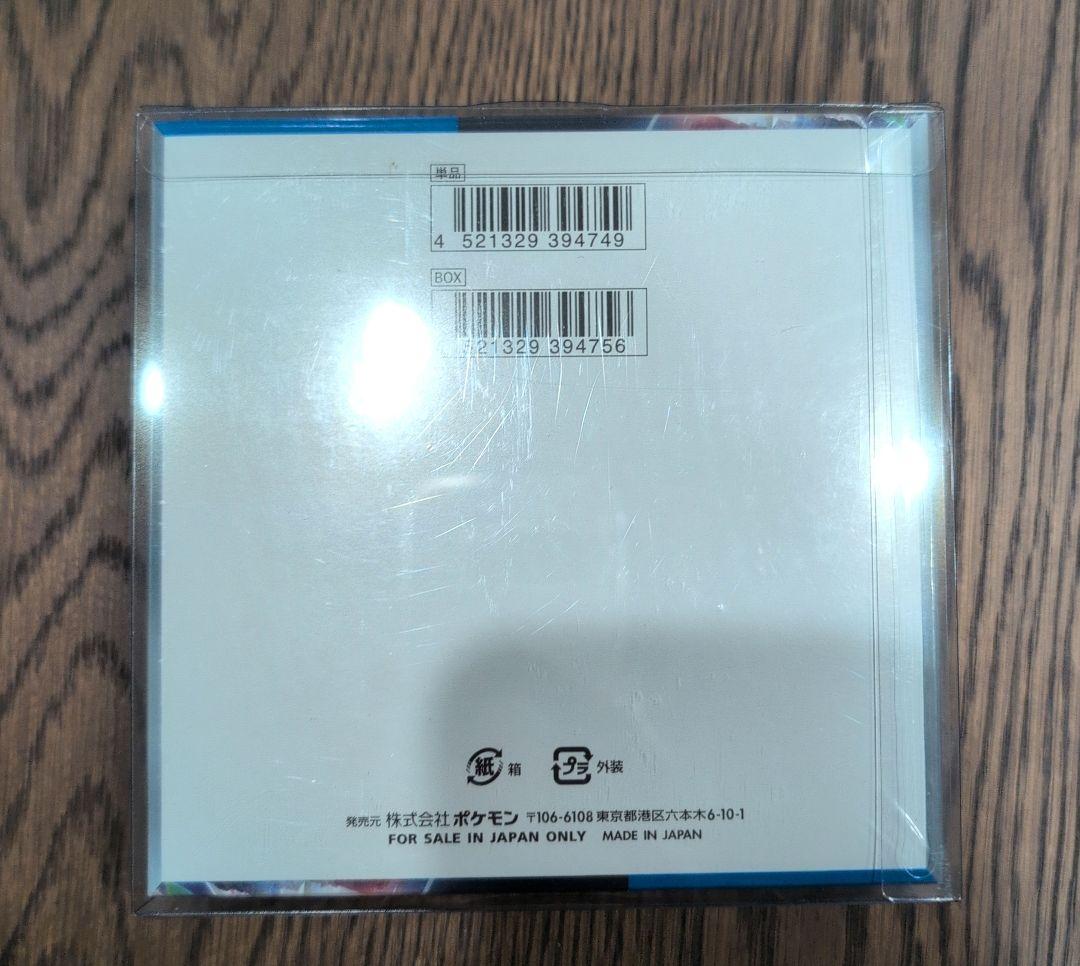 単品
4 521329 394749
BOX
521329 394756
紙 箱 プラ 外装
発売元 株式会社 ポケモン 〒106-6108 東京都港区六本木6-10-1
FOR SALE IN JAPAN ONLY MADE IN JAPAN